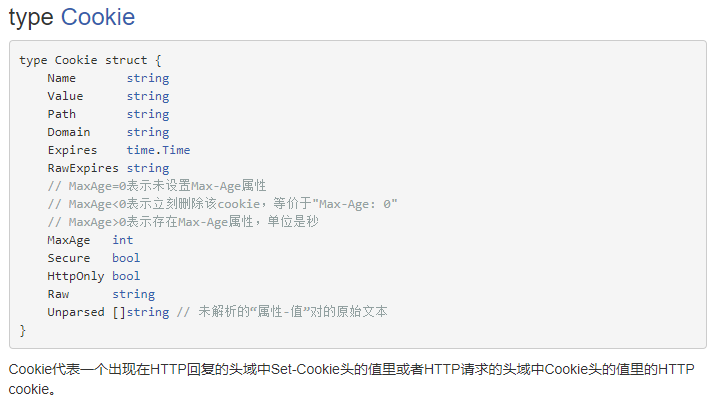 type Cookie
type Cookie struct {
    Name       string
    Value      string
    Path       string
    Domain     string
    Expires    time.Time
    RawExpires string
    // MaxAge=0表示未设置Max-Age属性
    // MaxAge<0表示立刻删除该cookie，等价于"Max-Age: 0"
    // MaxAge>0表示存在Max-Age属性，单位是秒
    MaxAge   int
    Secure   bool
    HttpOnly bool
    Raw      string
    Unparsed []string // 未解析的“属性-值”对的原始文本
}
Cookie代表一个出现在HTTP回复的头域中Set-Cookie头的值里或者HTTP请求的头域中Cookie头的值里的HTTP
cookie。